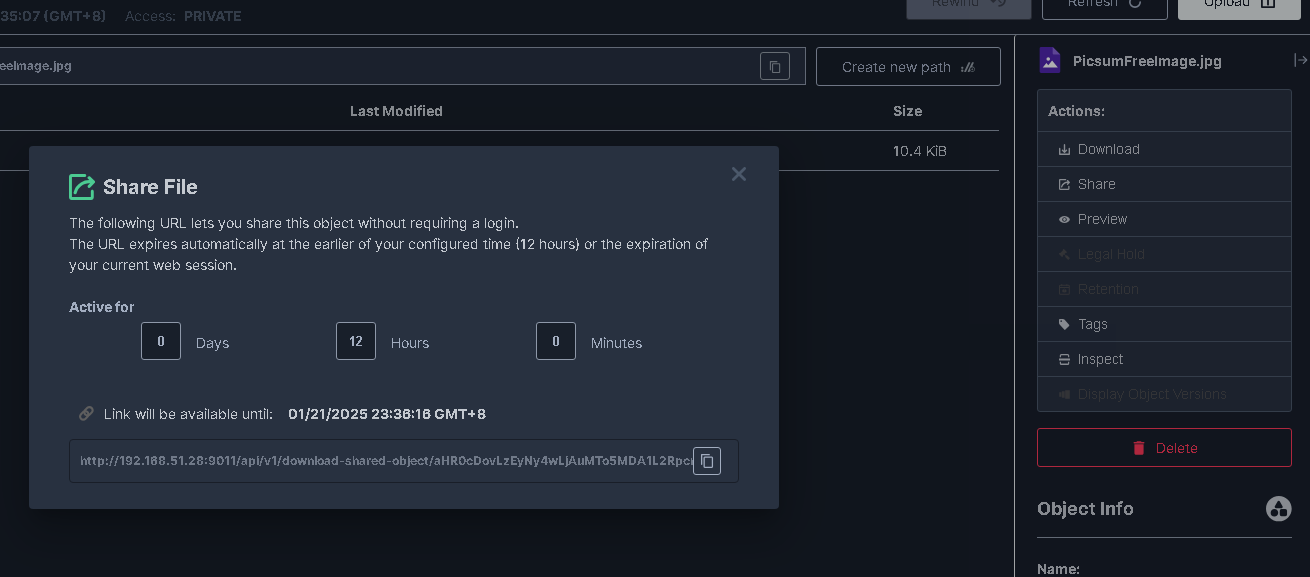 35:07 (GMT+8) Access: PRIVATE
Rewind
Refresh
Upload
eeImage.jpg
Create new path
PicsumFreeImage.jpg
Last Modified
Size
10.4 KiB
Share File
The following URL lets you share this object without requiring a login.
The URL expires automatically at the earlier of your configured time (12 hours) or the expiration of
your current web session.
Active for
0 Days
12 Hours
0 Minutes
Link will be available until: 01/21/2025 23:36:16 GMT+8
http://192.168.51.28:9011/api/v1/download-shared-object/aHR0cDovLzEyNy4wLjAuMTo5MDA1L2Rpc
Actions:
Download
Share
Preview
Legal Hold
Retention
Tags
Inspect
Display Object Versions
Delete
Object Info
Name: